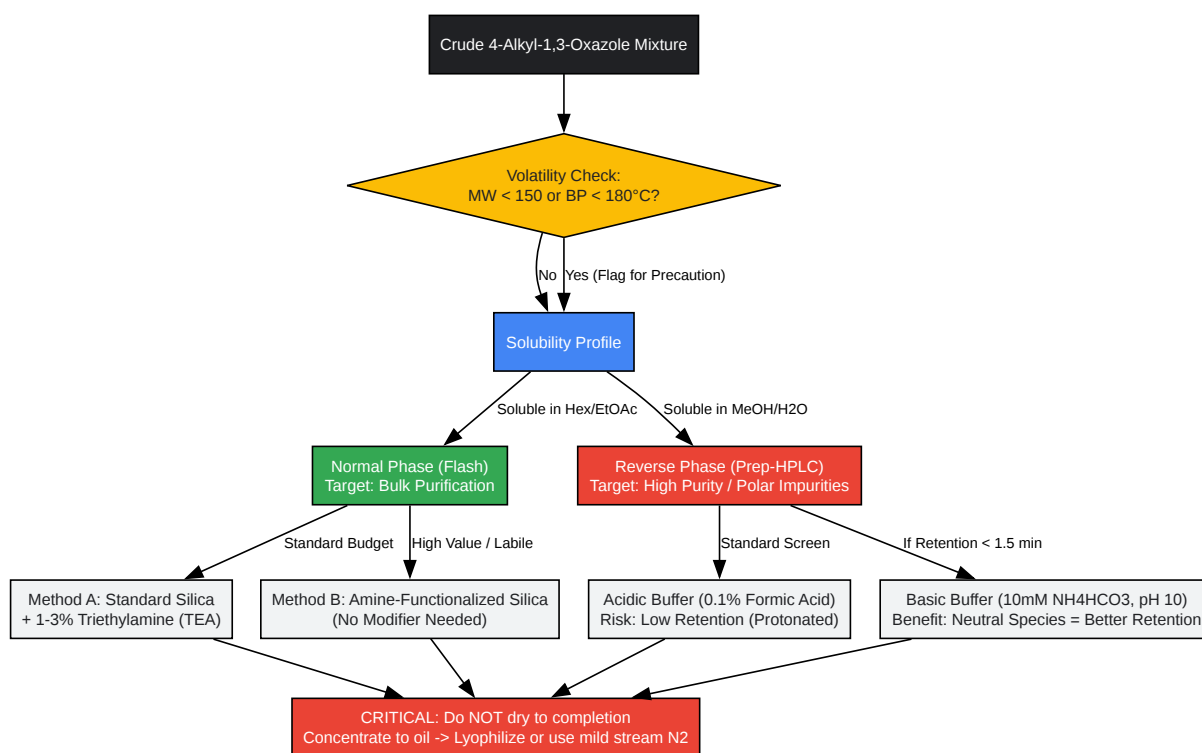 Crude 4-Alkyl-1,3-Oxazole Mixture
Volatility Check:
MW < 150 or BP < 180°C?
No
Yes (Flag for Precaution)
Solubility Profile
Soluble in Hex/EtOAc
Soluble in MeOH/H2O
Normal Phase (Flash)
Target: Bulk Purification
Reverse Phase (Prep-HPLC)
Target: High Purity / Polar Impurities
Standard Budget
High Value / Labile
Standard Screen
If Retention < 1.5 min
Method A: Standard Silica
+ 1-3% Triethylamine (TEA)
Method B: Amine-Functionalized Silica
(No Modifier Needed)
Acidic Buffer (0.1% Formic Acid)
Risk: Low Retention (Protonated)
Basic Buffer (10mM NH4HCO3, pH 10)
Benefit: Neutral Species = Better Retention
CRITICAL: Do NOT dry to completion
Concentrate to oil -> Lyophilize or use mild stream N2